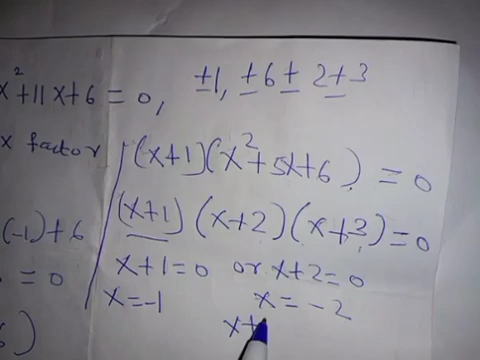 x² + 11x + 6 = 0, ±1, ±6 ± 2 ± 3
x factor
(x+1)(x² + 5x + 6) = 0
(-1) + 6
(x+1) (x+2) (x+3) = 0
= 0
x + 1 = 0 or x + 2 = 0
x = -1 x = -2
x+